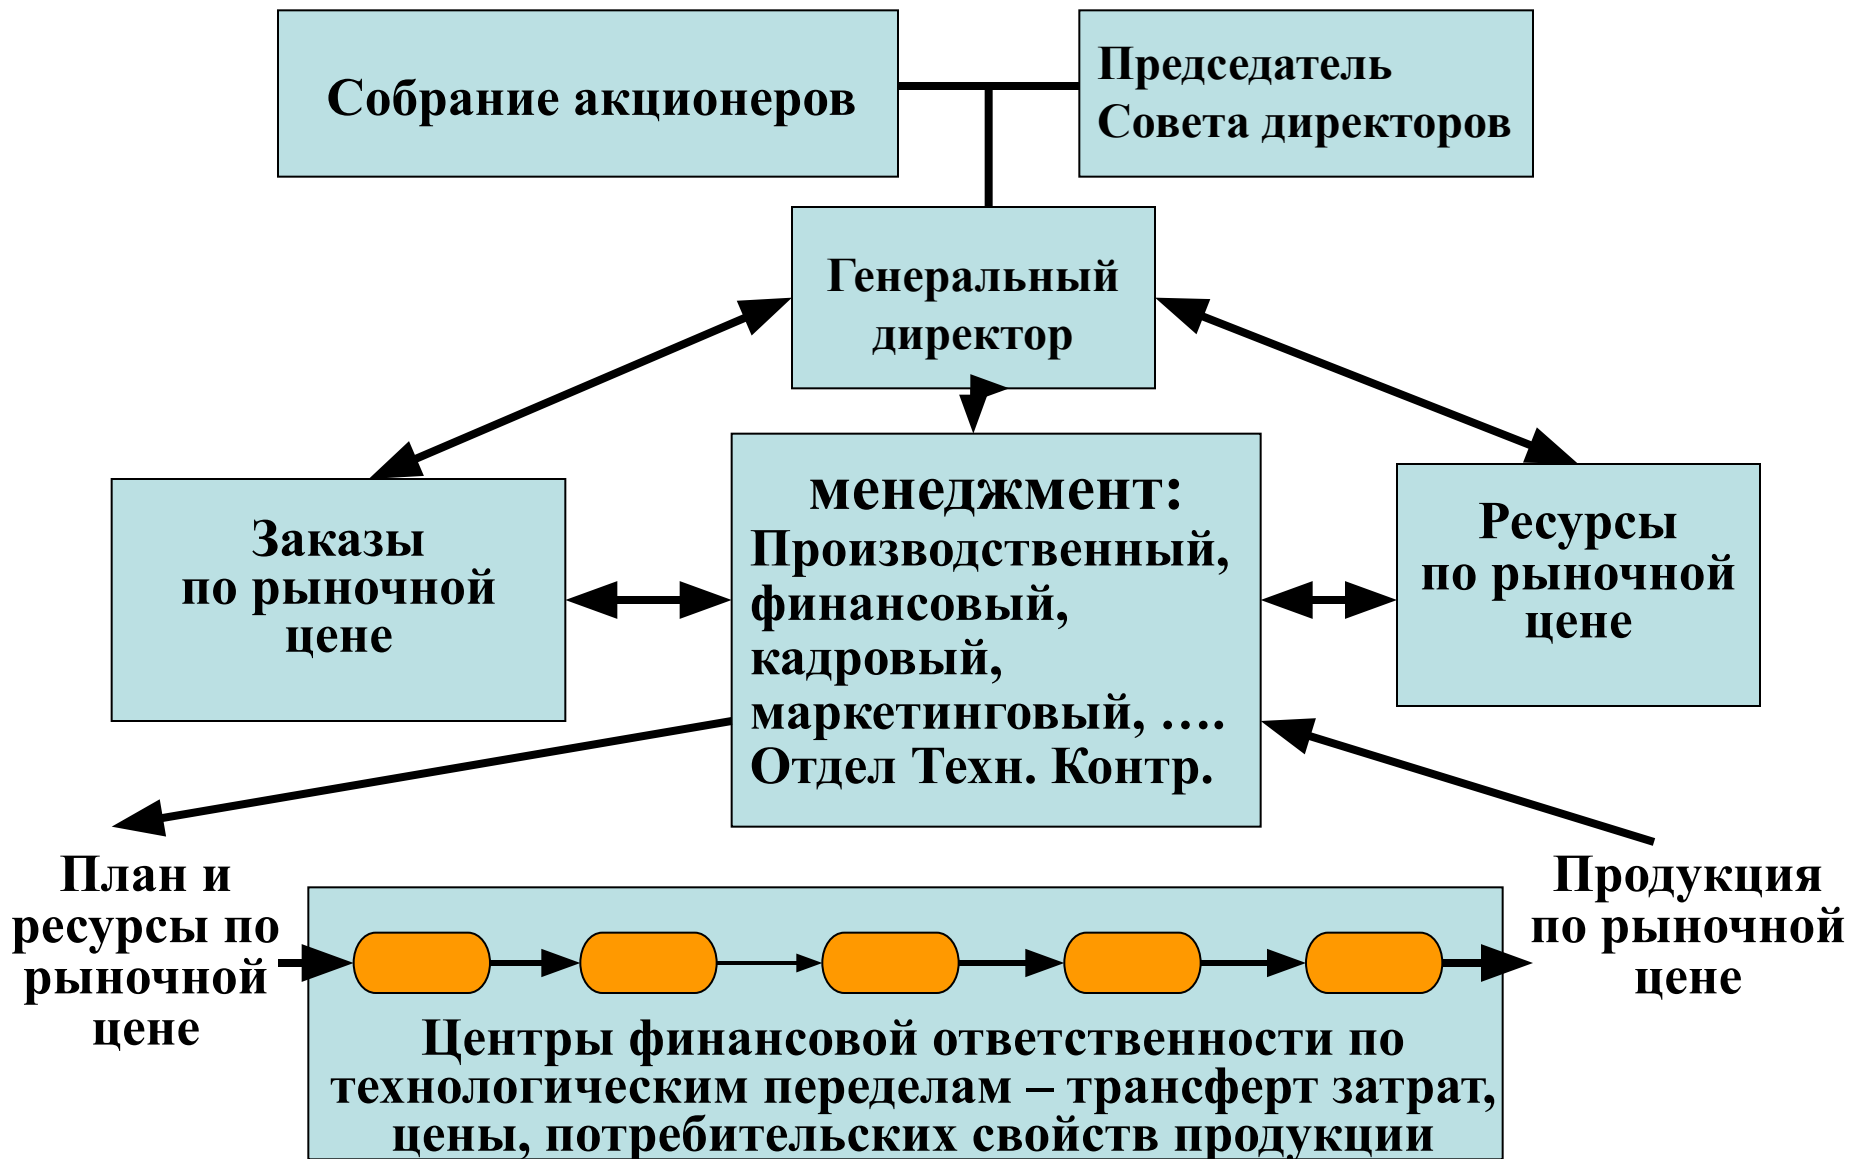 Собрание акционеров
Председатель
Совета директоров
Генеральный
директор
Заказы
по рыночной
цене
менеджмент:
Производственный,
финансовый,
кадровый,
маркетинговый, ….
Отдел Техн. Контр.
Ресурсы
по рыночной
цене
План и
ресурсы по
рыночной
цене
Продукция
по рыночной
цене
Центры финансовой ответственности по
технологическим переделам – трансферт затрат,
цены, потребительских свойств продукции